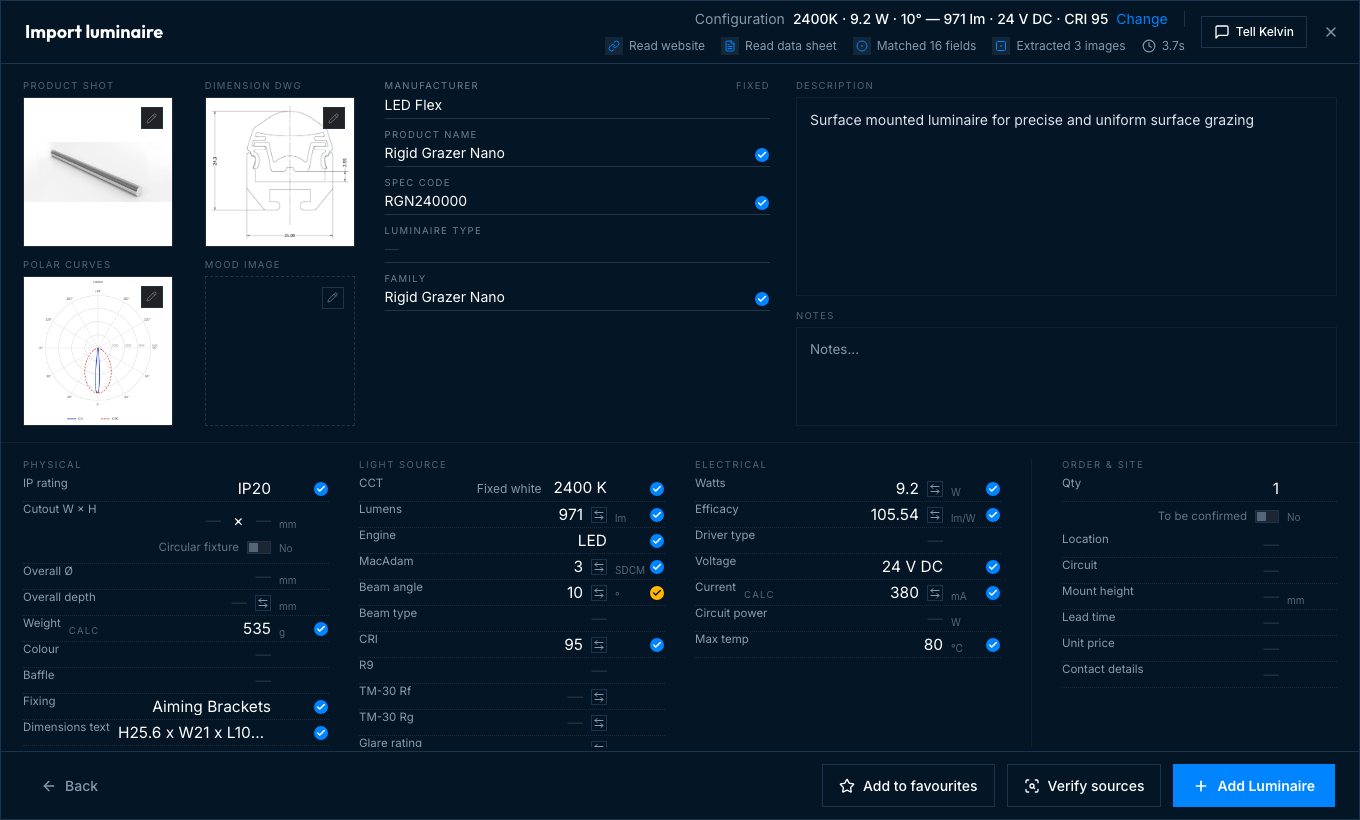 Import luminaire
Configuration 2400K · 9.2 W · 10° — 971 lm · 24 V DC · CRI 95 Change
Read website Read data sheet Matched 16 fields Extracted 3 images 3.7s
Tell Kelvin
PRODUCT SHOT
DIMENSION DWG
POLAR CURVES
MOOD IMAGE
MANUFACTURER FIXED
LED Flex
PRODUCT NAME
Rigid Grazer Nano
SPEC CODE
RGN240000
LUMINAIRE TYPE
—
FAMILY
Rigid Grazer Nano
DESCRIPTION
Surface mounted luminaire for precise and uniform surface grazing
NOTES
Notes...
PHYSICAL
IP rating IP20
Cutout W × H — × — mm
Circular fixture No
Overall Ø — mm
Overall depth — mm
Weight CALC 535 g
Colour —
Baffle —
Fixing Aiming Brackets
Dimensions text H25.6 x W21 x L10...
LIGHT SOURCE
CCT Fixed white 2400 K
Lumens 971 lm
Engine LED
MacAdam 3 SDCM
Beam angle 10 °
Beam type —
CRI 95
R9 —
TM-30 Rf —
TM-30 Rg —
Glare rating
ELECTRICAL
Watts 9.2 W
Efficacy 105.54 lm/W
Driver type —
Voltage 24 V DC
Current CALC 380 mA
Circuit power — W
Max temp 80 °C
ORDER & SITE
Qty 1
To be confirmed No
Location —
Circuit —
Mount height — mm
Lead time —
Unit price —
Contact details —
Back
Add to favourites
Verify sources
Add Luminaire